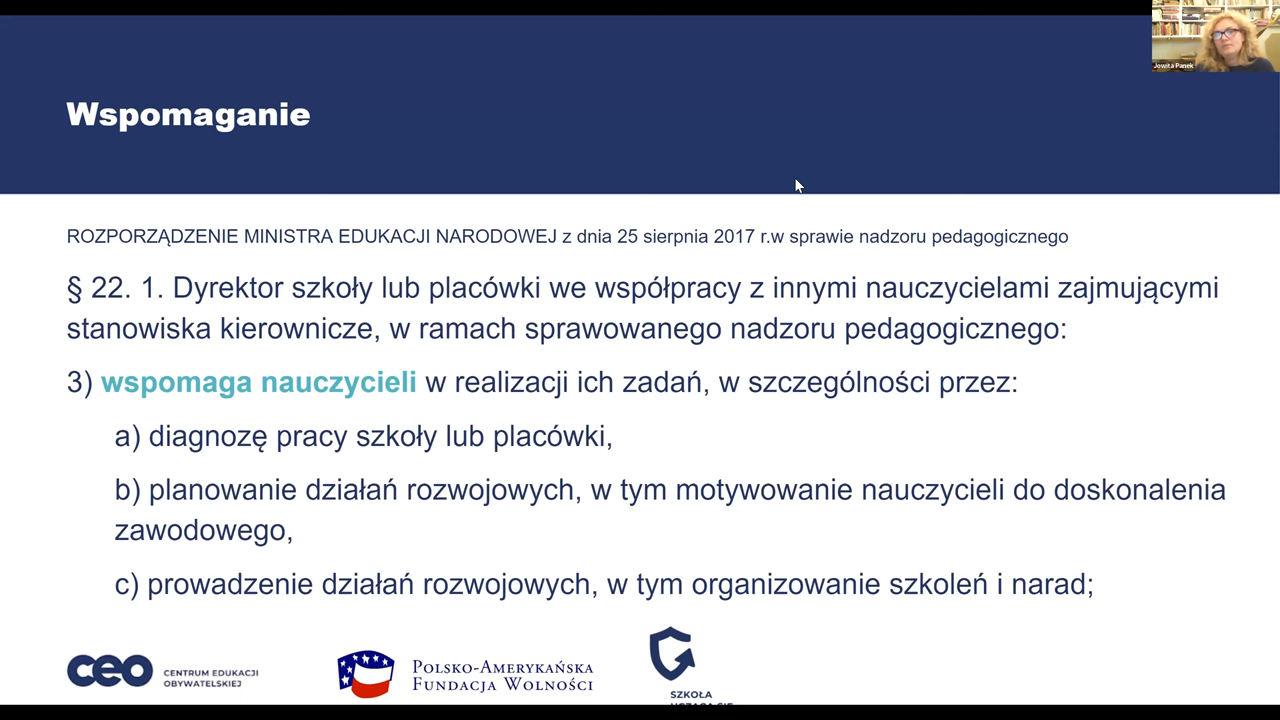 Jowita Panek
Wspomaganie
ROZPORZĄDZENIE MINISTRA EDUKACJI NARODOWEJ z dnia 25 sierpnia 2017 r.w sprawie nadzoru pedagogicznego
§ 22. 1. Dyrektor szkoły lub placówki we współpracy z innymi nauczycielami zajmującymi
stanowiska kierownicze, w ramach sprawowanego nadzoru pedagogicznego:
3) wspomaga nauczycieli w realizacji ich zadań, w szczególności przez:
a) diagnozę pracy szkoły lub placówki,
b) planowanie działań rozwojowych, w tym motywowanie nauczycieli do doskonalenia
zawodowego,
c) prowadzenie działań rozwojowych, w tym organizowanie szkoleń i narad;
ceo
CENTRUM EDUKACJI
OBYWATELSKIEJ
POLSKO-AMERYKAŃSKA
FUNDACJA WOLNOŚCI
SZKOŁA